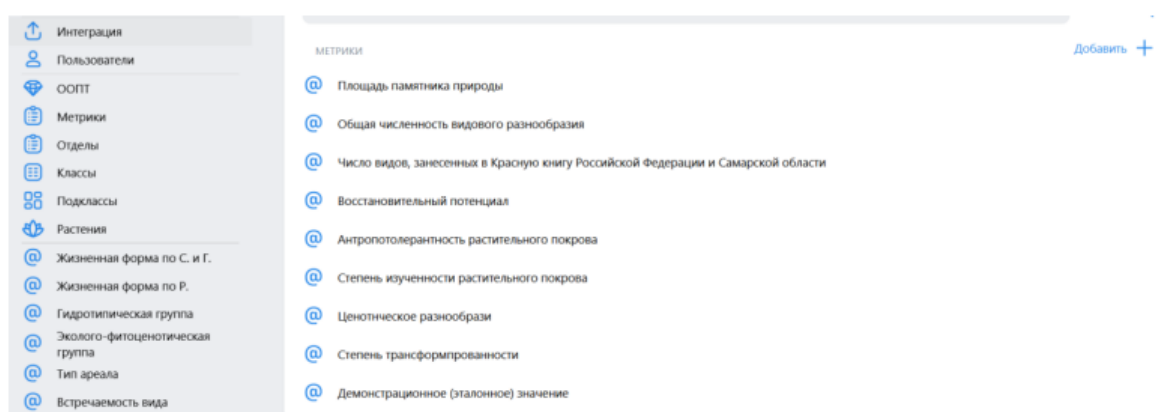 Интеграция
Пользователи
ООПТ
Метрики
Отделы
Классы
Подклассы
Растения
Жизненная форма по С. и Г.
Жизненная форма по Р.
Гидротипическая группа
Эколого-фитоценотическая
группа
Тип ареала
Встречаемость вида
МЕТРИКИ
Добавить
Площадь памятника природы
Общая численность видового разнообразия
Число видов, занесенных в Красную книгу Российской Федерации и Самарской области
Восстановительный потенциал
Антропотолерантность растительного покрова
Степень изученности растительного покрова
Ценотническое разнообрази
Степень трансформпрованности
Демонстрационное (эталонное) значение